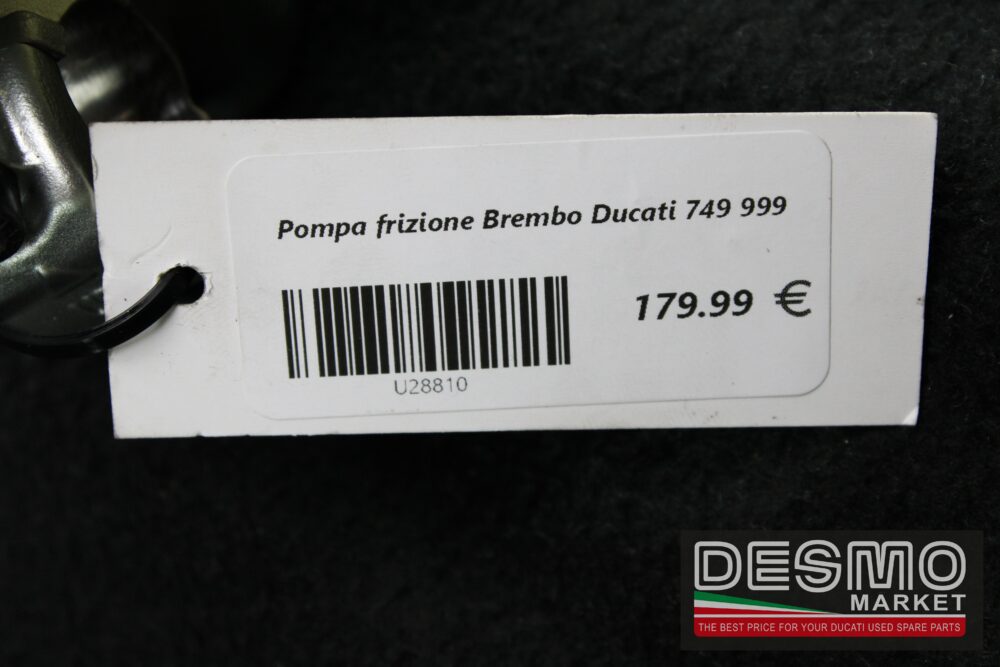 Pompa frizione Brembo Ducati 749 999
179.99 €
U28810
DESMO
MARKET
THE BEST PRICE FOR YOUR DUCATI USED SPARE PARTS